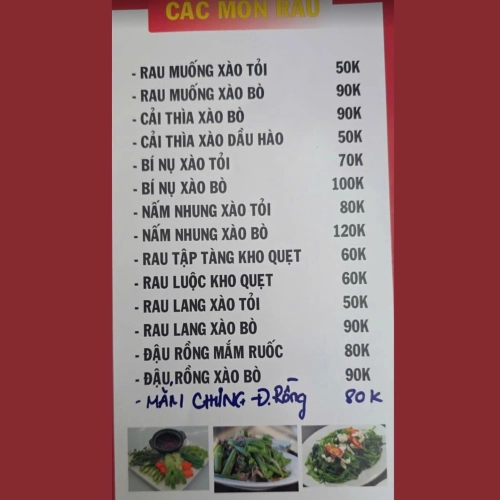 CÁC MÓN RAU
- RAU MUỐNG XÀO TỎI 50K
- RAU MUỐNG XÀO BÒ 90K
- CẢI THÌA XÀO BÒ 90K
- CẢI THÌA XÀO DẦU HÀO 50K
- BÍ NỤ XÀO TỎI 70K
- BÍ NỤ XÀO BÒ 100K
- NẤM NHUNG XÀO TỎI 80K
- NẤM NHUNG XÀO BÒ 120K
- RAU TẬP TÀNG KHO QUẸT 60K
- RAU LUỘC KHO QUẸT 60K
- RAU LANG XÀO TỎI 50K
- RAU LANG XÀO BÒ 90K
- ĐẬU RỒNG MẮM RUỐC 80K
- ĐẬU,RỒNG XÀO BÒ 90K
- MẮM CHƯNG - Đ.Rồng 80K